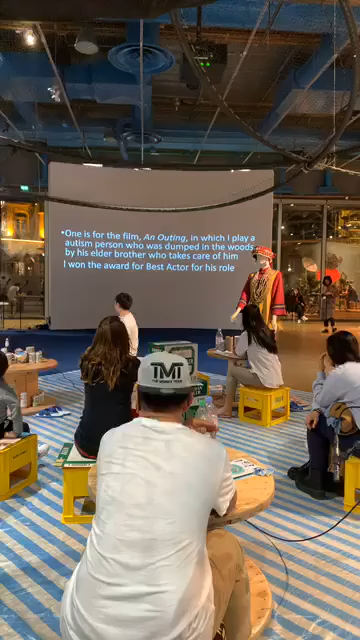 •One is for the film, An Outing, in which I play a
autism person who was dumped in the woods
by his elder brother who takes care of him
I won the award for Best Actor for his role
TMT